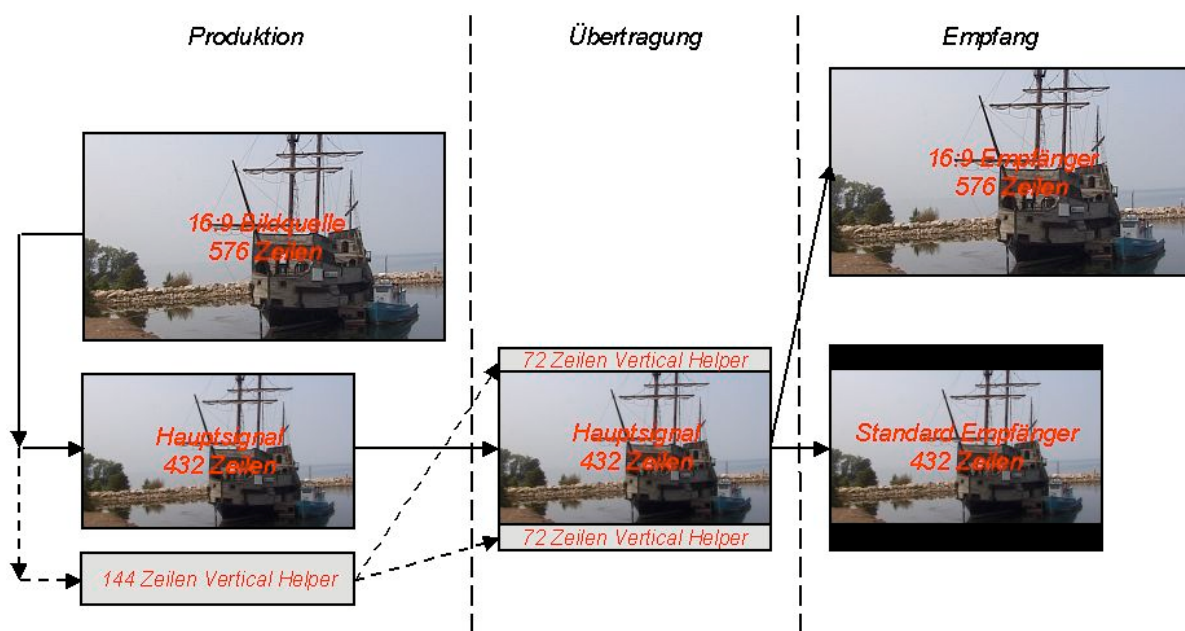 Produktion
Übertragung
Empfang
16:9 Bildquelle
576 Zeilen
16:9 Empfänger
576 Zeilen
72 Zeilen Vertical Helper
Hauptsignal
432 Zeilen
Hauptsignal
432 Zeilen
Standard Empfänger
432 Zeilen
72 Zeilen Vertical Helper
144 Zeilen Vertical Helper